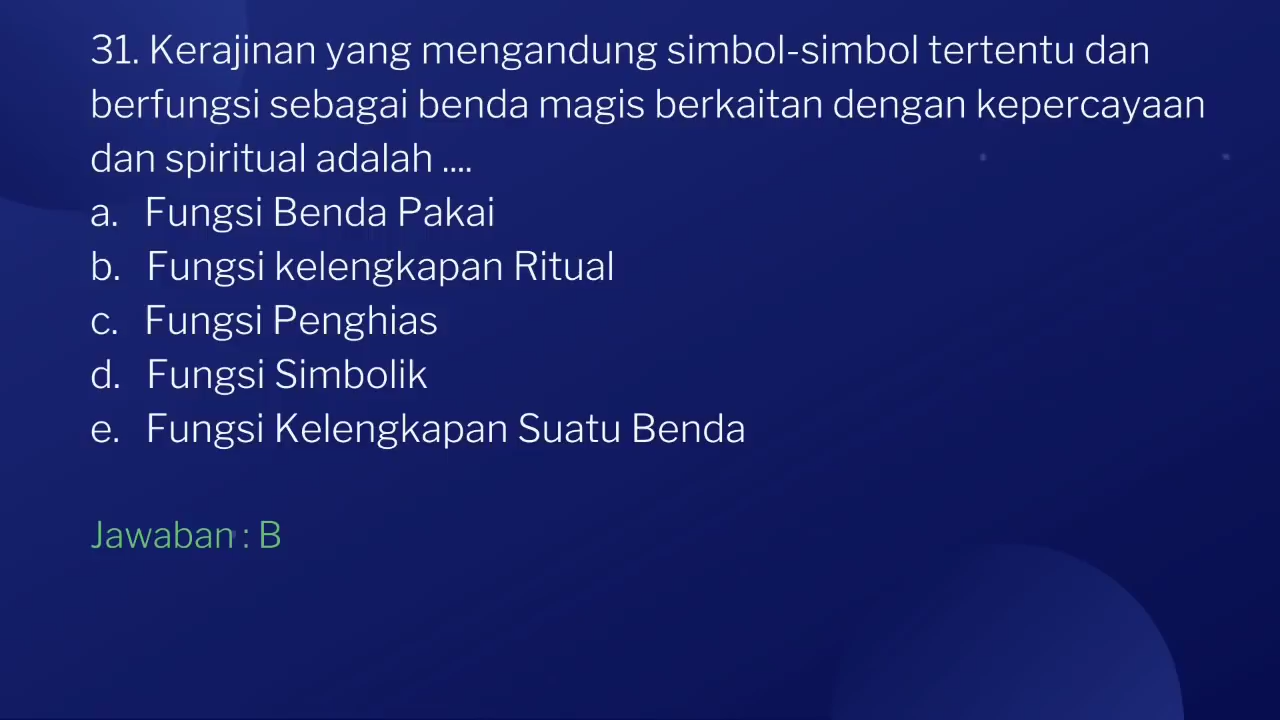 31. Kerajinan yang mengandung simbol-simbol tertentu dan
berfungsi sebagai benda magis berkaitan dengan kepercayaan
dan spiritual adalah ....
a. Fungsi Benda Pakai
b. Fungsi kelengkapan Ritual
c. Fungsi Penghias
d. Fungsi Simbolik
e. Fungsi Kelengkapan Suatu Benda
Jawaban : B